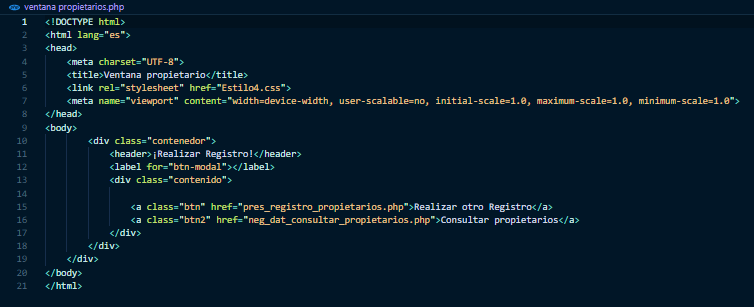 ventana propietarios.php
1 <!DOCTYPE html>
2 <html lang="es">
3 <head>
4 <meta charset="UTF-8">
5 <title>Ventana propietario</title>
6 <link rel="stylesheet" href="Estilo4.css">
7 <meta name="viewport" content="width=device-width, user-scalable=no, initial-scale=1.0, maximum-scale=1.0, minimum-scale=1.0">
8 </head>
9 <body>
10 <div class="contenedor">
11 <header>¡Realizar Registro!</header>
12 <label for="btn-modal"></label>
13 <div class="contenido">
14
15 <a class="btn" href="pres_registro_propietarios.php">Realizar otro Registro</a>
16 <a class="btn2" href="neg_dat_consultar_propietarios.php">Consultar propietarios</a>
17 </div>
18 </div>
19 </div>
20 </body>
21 </html>